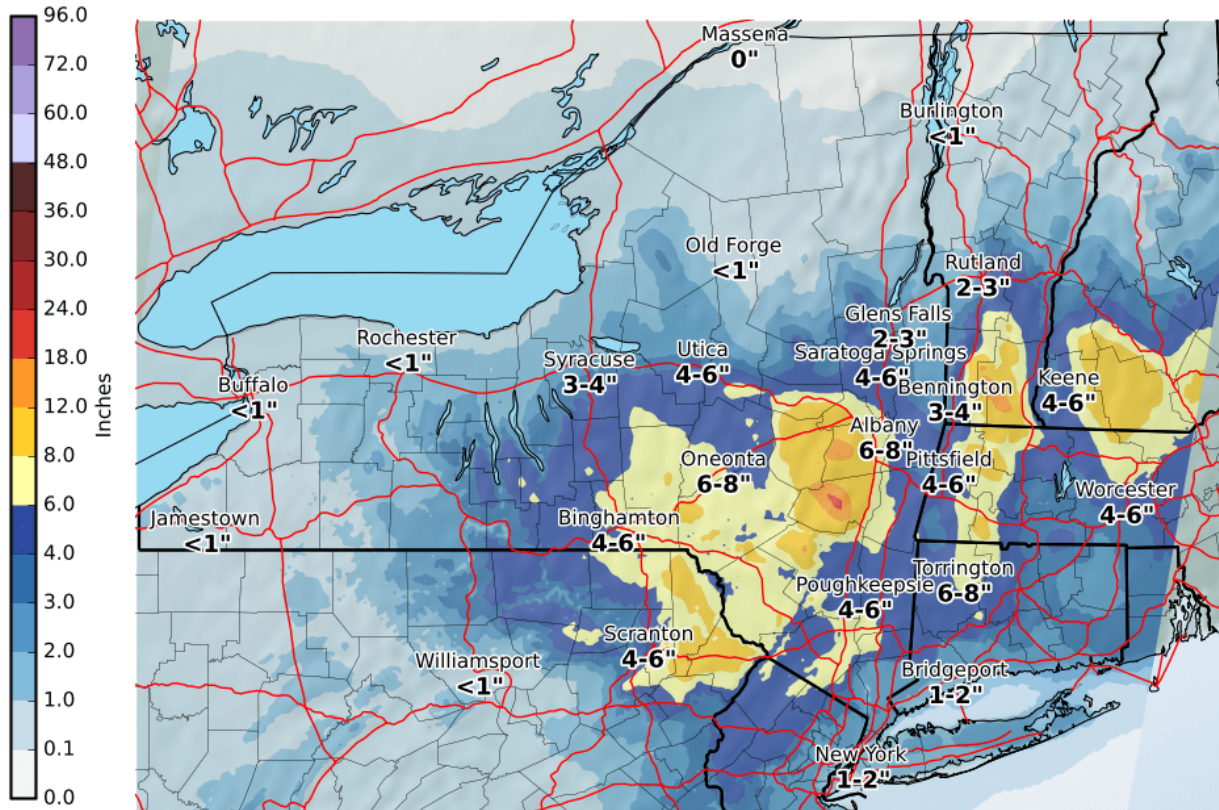 96.0
72.0
60.0
48.0
36.0
30.0
24.0
18.0
12.0
8.0
6.0
4.0
3.0
2.0
1.0
0.1
0.0
Inches
Massena
0"
Burlington
<1"
Old Forge
<1"
Rutland
2-3"
Glens Falls
2-3"
Rochester
<1"
Syracuse
3-4"
Utica
4-6"
Saratoga Springs
4-6"
Buffalo
<1"
Bennington
3-4"
Keene
4-6"
Albany
6-8"
Oneonta
6-8"
Pittsfield
4-6"
Worcester
4-6"
Jamestown
<1"
Binghamton
4-6"
Poughkeepsie
4-6"
Torrington
6-8"
Scranton
4-6"
Williamsport
<1"
Bridgeport
1-2"
New York
1-2"